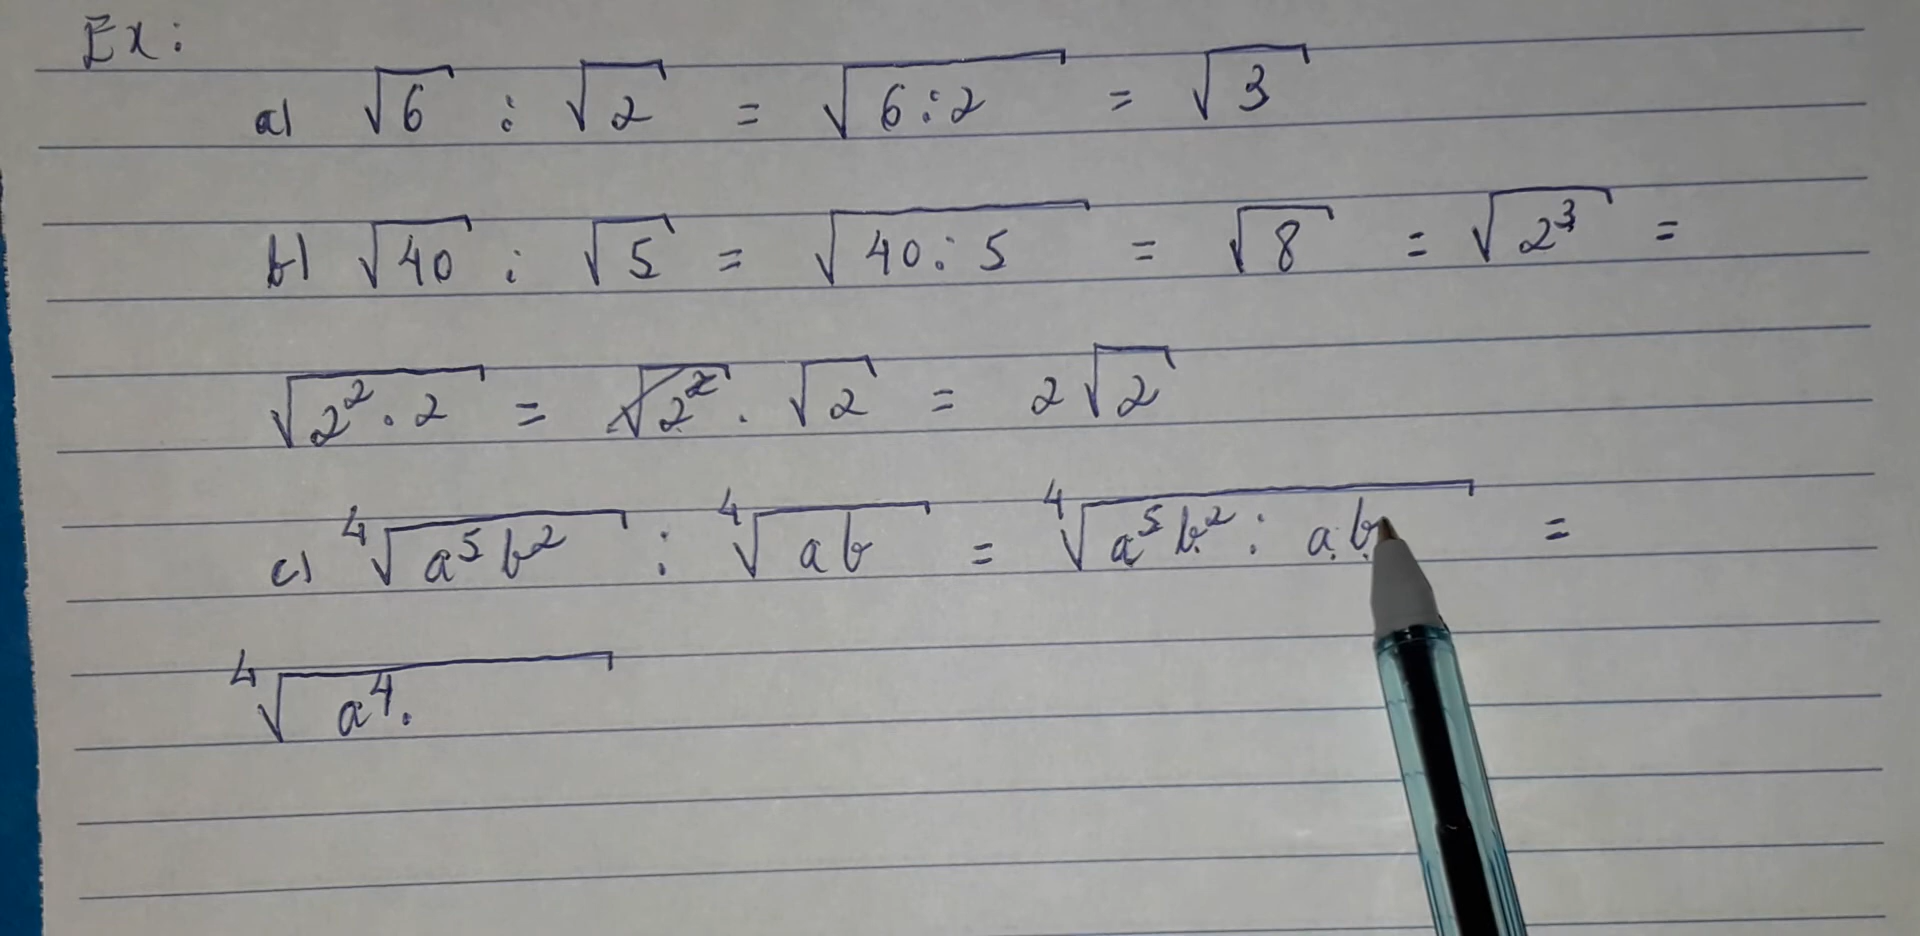 Ex:
a) √6 : √2 = √(6:2) = √3
b) √40 : √5 = √(40:5) = √8 = √(2³) =
√(2²·2) = √(2²) · √2 = 2√2
c) ⁴√(a⁵b²) : ⁴√(ab) = ⁴√(a⁵b² : ab) =
⁴√(a⁴.